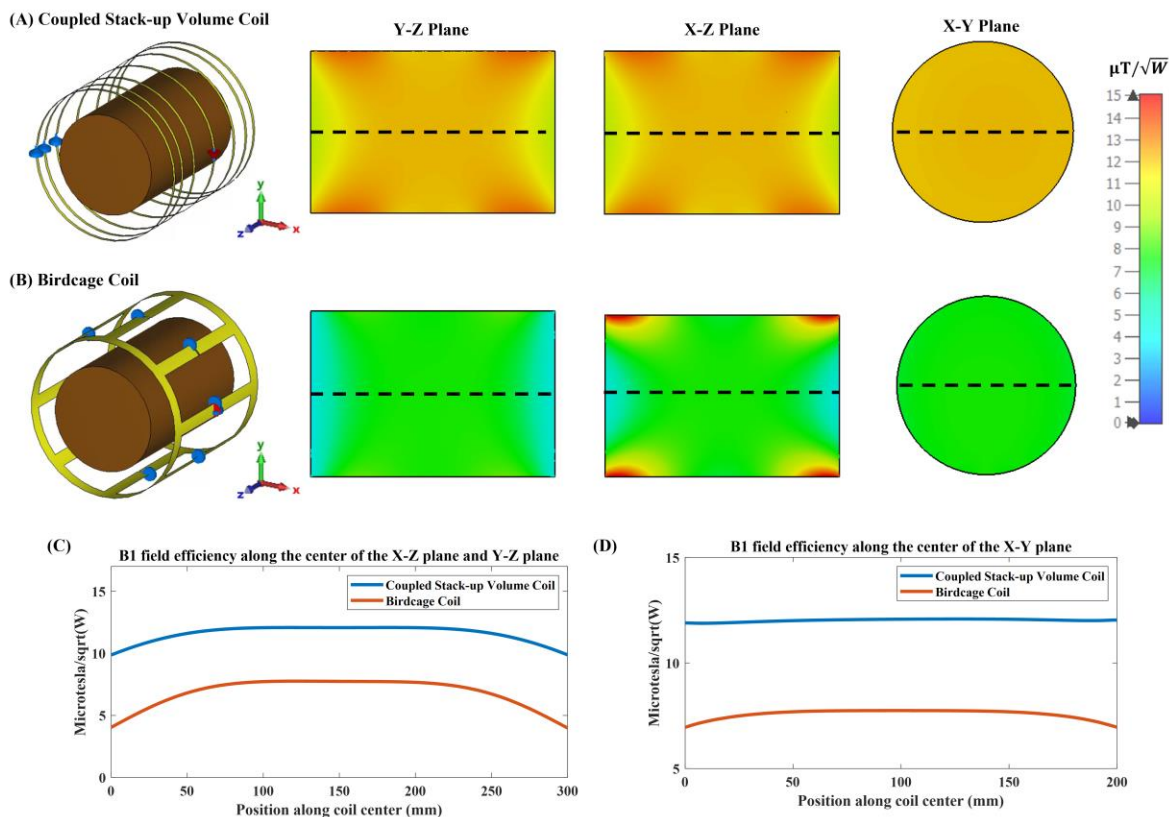 (A) Coupled Stack-up Volume Coil
Y-Z Plane
X-Z Plane
X-Y Plane
μT/√W
15
14
13
12
11
10
9
8
7
6
5
4
3
2
1
0
y
z
x
(B) Birdcage Coil
y
z
x
(C)
B1 field efficiency along the center of the X-Z plane and Y-Z plane
Coupled Stack-up Volume Coil
Birdcage Coil
Microtesla/sqrt(W)
15
10
5
0
0 50 100 150 200 250 300
Position along coil center (mm)
(D)
B1 field efficiency along the center of the X-Y plane
Coupled Stack-up Volume Coil
Birdcage Coil
Microtesla/sqrt(W)
15
10
5
0 50 100 150 200
Position along coil center (mm)